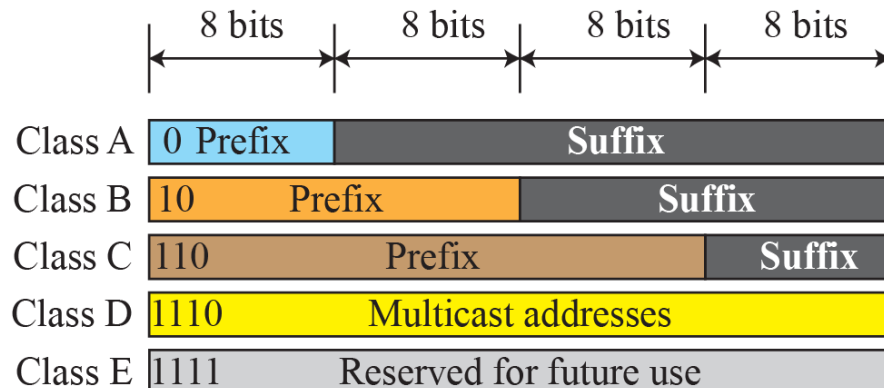 8 bits 8 bits 8 bits 8 bits
Class A 0 Prefix Suffix
Class B 10 Prefix Suffix
Class C 110 Prefix Suffix
Class D 1110 Multicast addresses
Class E 1111 Reserved for future use